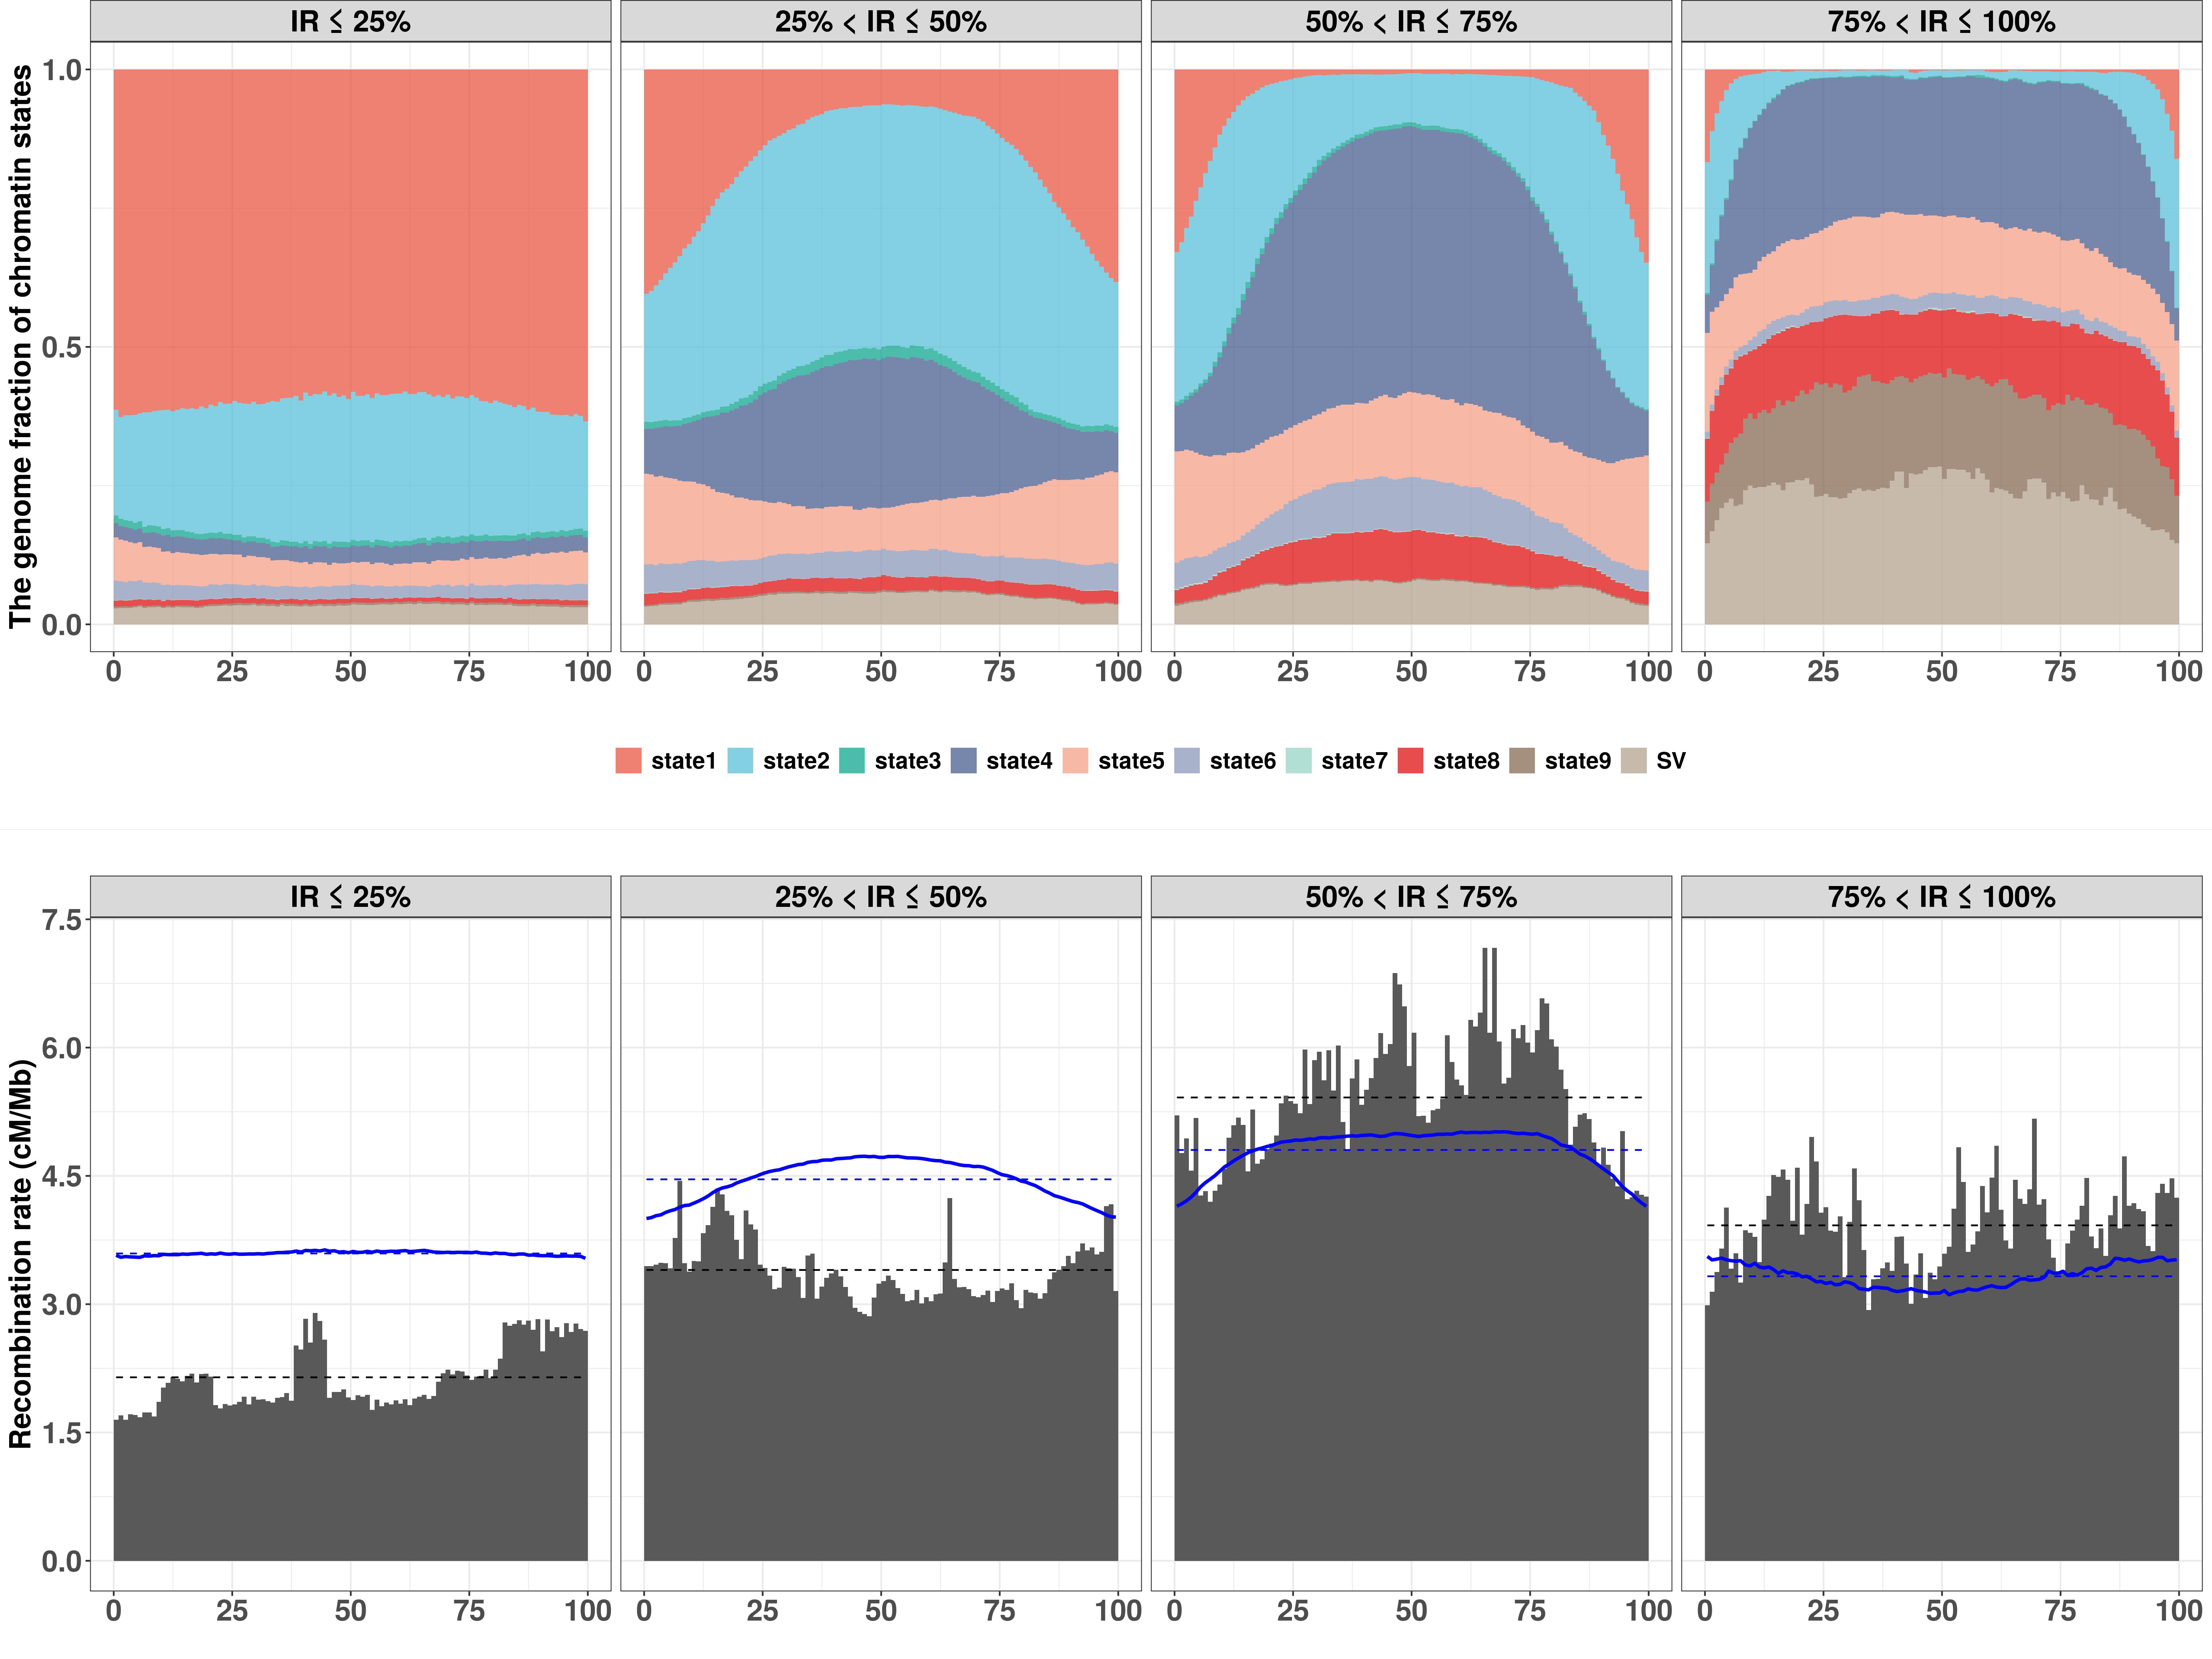 IR ≤ 25% 25% < IR ≤ 50% 50% < IR ≤ 75% 75% < IR ≤ 100%
The genome fraction of chromatin states
1.0
0.5
0.0
0 25 50 75 100 0 25 50 75 100 0 25 50 75 100 0 25 50 75 100
state1 state2 state3 state4 state5 state6 state7 state8 state9 SV
IR ≤ 25% 25% < IR ≤ 50% 50% < IR ≤ 75% 75% < IR ≤ 100%
Recombination rate (cM/Mb)
7.5
6.0
4.5
3.0
1.5
0.0
0 25 50 75 100 0 25 50 75 100 0 25 50 75 100 0 25 50 75 100